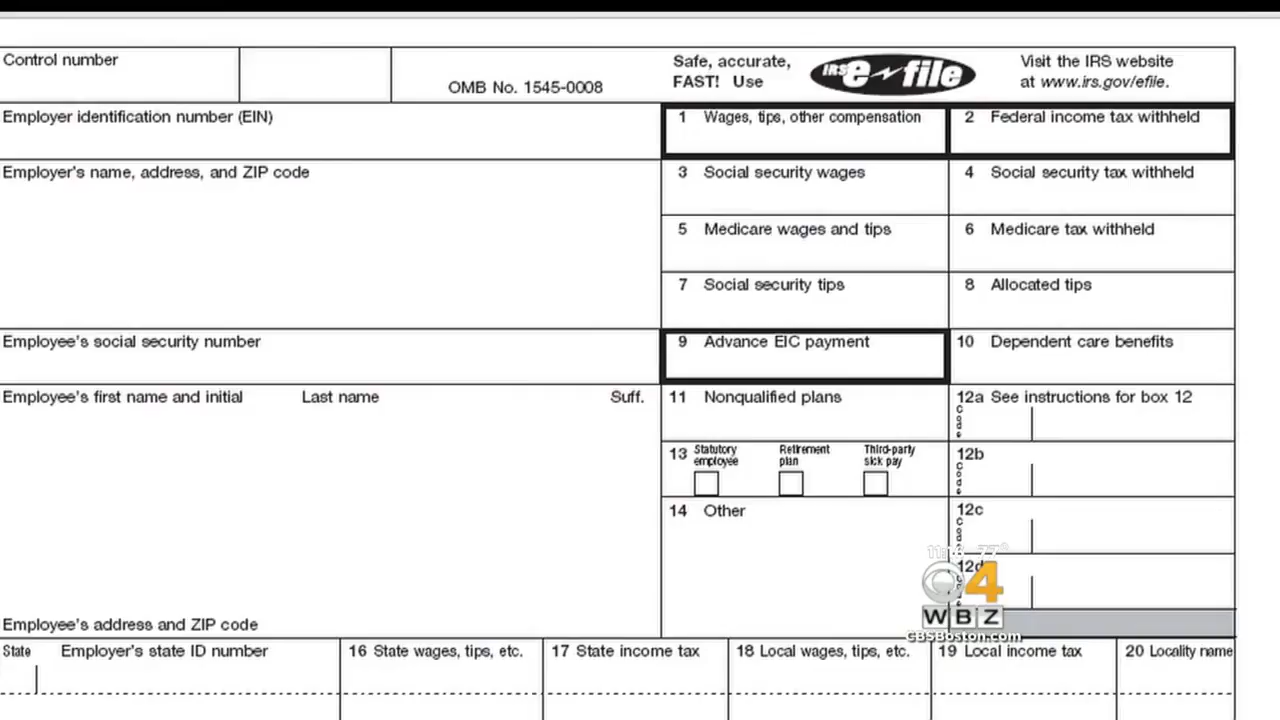 Control number
OMB No. 1545-0008
Safe, accurate,
FAST! Use
IRS e-file
Visit the IRS website
at www.irs.gov/efile.
Employer identification number (EIN)
1 Wages, tips, other compensation
2 Federal income tax withheld
Employer's name, address, and ZIP code
3 Social security wages
4 Social security tax withheld
5 Medicare wages and tips
6 Medicare tax withheld
7 Social security tips
8 Allocated tips
Employee's social security number
9 Advance EIC payment
10 Dependent care benefits
Employee's first name and initial
Last name
Suff.
11 Nonqualified plans
12a See instructions for box 12
Code
13 Statutory
employee
Retirement
plan
Third-party
sick pay
12b
Code
14 Other
12c
Code
12d
4
WBZ
CBSBoston.com
Employee's address and ZIP code
State
Employer's state ID number
16 State wages, tips, etc.
17 State income tax
18 Local wages, tips, etc.
19 Local income tax
20 Locality name